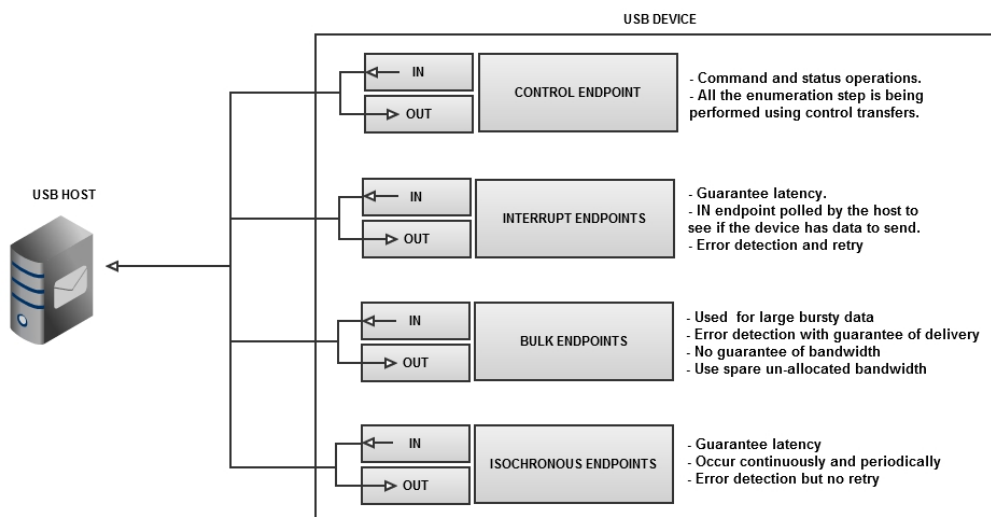 USB DEVICE
IN
OUT
CONTROL ENDPOINT
- Command and status operations.
- All the enumeration step is being
performed using control transfers.
USB HOST
IN
OUT
INTERRUPT ENDPOINTS
- Guarantee latency.
- IN endpoint polled by the host to
see if the device has data to send.
- Error detection and retry
IN
OUT
BULK ENDPOINTS
- Used for large bursty data
- Error detection with guarantee of delivery
- No guarantee of bandwidth
- Use spare un-allocated bandwidth
IN
OUT
ISOCHRONOUS ENDPOINTS
- Guarantee latency
- Occur continuously and periodically
- Error detection but no retry